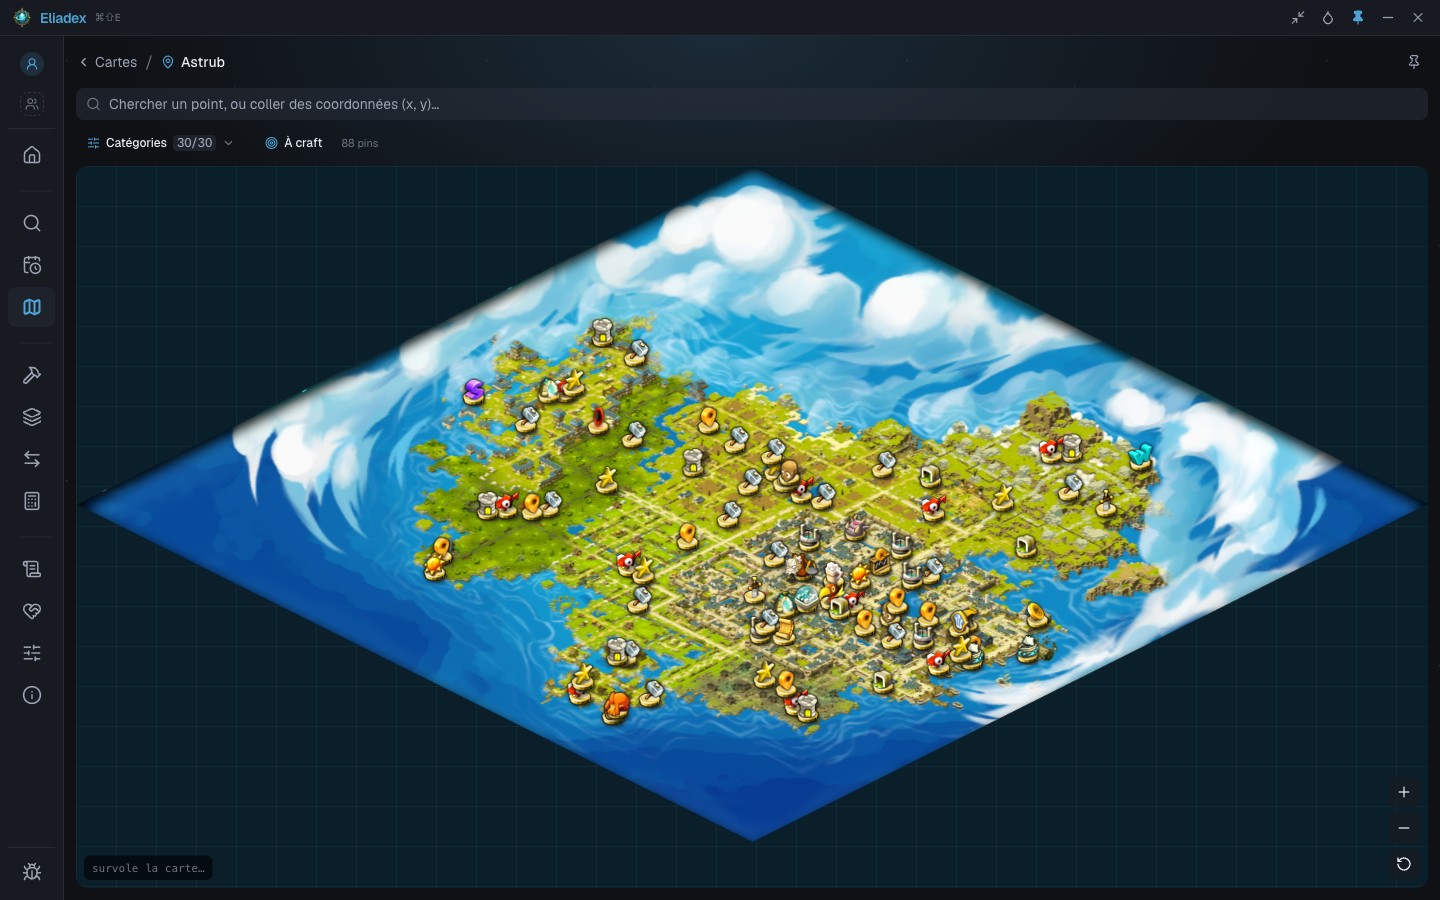 Eliadex ⌘⇧E
Cartes / Astrub
Chercher un point, ou coller des coordonnées (x, y)…
Catégories 30/30 À craft 88 pins
survole la carte…